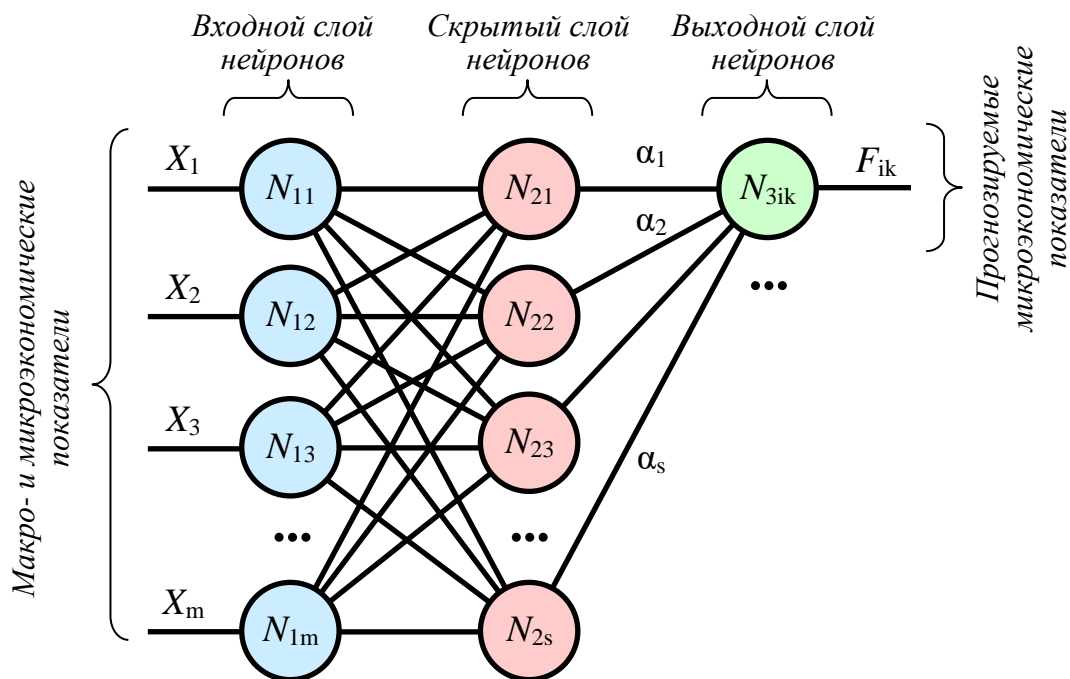 Входной слой
нейронов
Скрытый слой
нейронов
Выходной слой
нейронов
Макро- и микроэкономические
показатели
X1
X2
X3
Xm
N11
N12
N13
...
N1m
N21
N22
N23
...
N2s
α1
α2
αs
N3ik
...
Fik
Прогнозируемые
микроэкономические
показатели